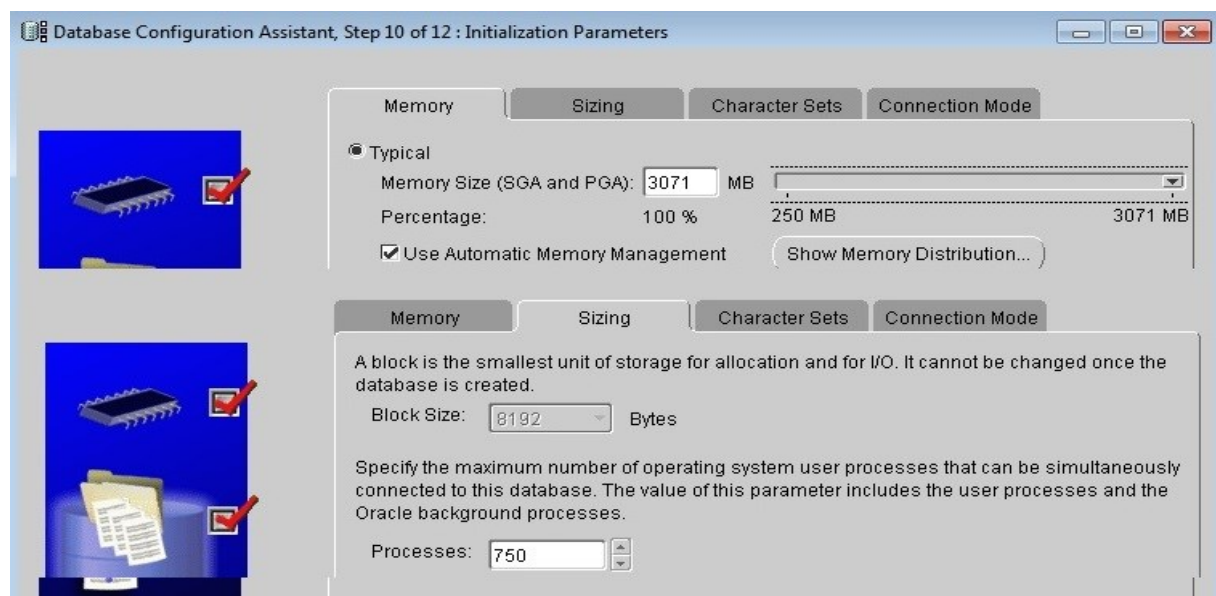 Database Configuration Assistant, Step 10 of 12 : Initialization Parameters
Memory Sizing Character Sets Connection Mode
Typical
Memory Size (SGA and PGA): 3071 MB
Percentage: 100 % 250 MB 3071 MB
Use Automatic Memory Management Show Memory Distribution...
Memory Sizing Character Sets Connection Mode
A block is the smallest unit of storage for allocation and for I/O. It cannot be changed once the
database is created.
Block Size: 8192 Bytes
Specify the maximum number of operating system user processes that can be simultaneously
connected to this database. The value of this parameter includes the user processes and the
Oracle background processes.
Processes: 750